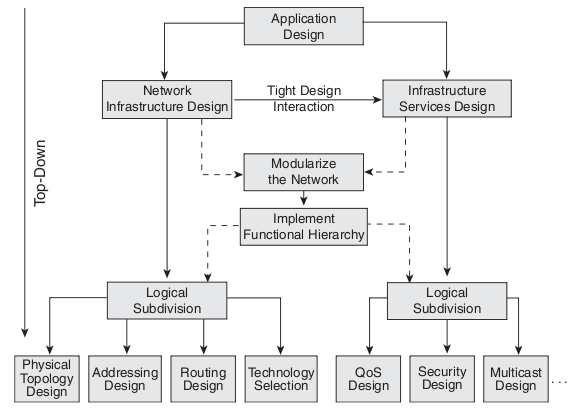 Application
Design
Network
Infrastructure Design
Tight Design
Interaction
Infrastructure
Services Design
Top-Down
Modularize
the Network
Implement
Functional Hierarchy
Logical
Subdivision
Logical
Subdivision
Physical
Topology
Design
Addressing
Design
Routing
Design
Technology
Selection
QoS
Design
Security
Design
Multicast
Design
...